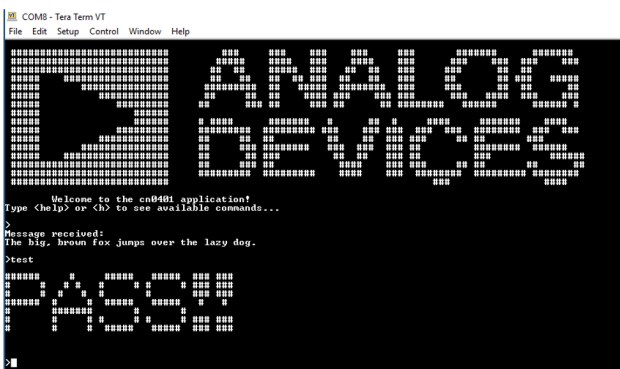 COM8 - Tera Term VT
File Edit Setup Control Window Help
ANALOG
DEVICES
Welcome to the cn0401 application!
Type <help> or <h> to see available commands...
>
Message received:
The big, brown fox jumps over the lazy dog.
>test
PASS!!
>